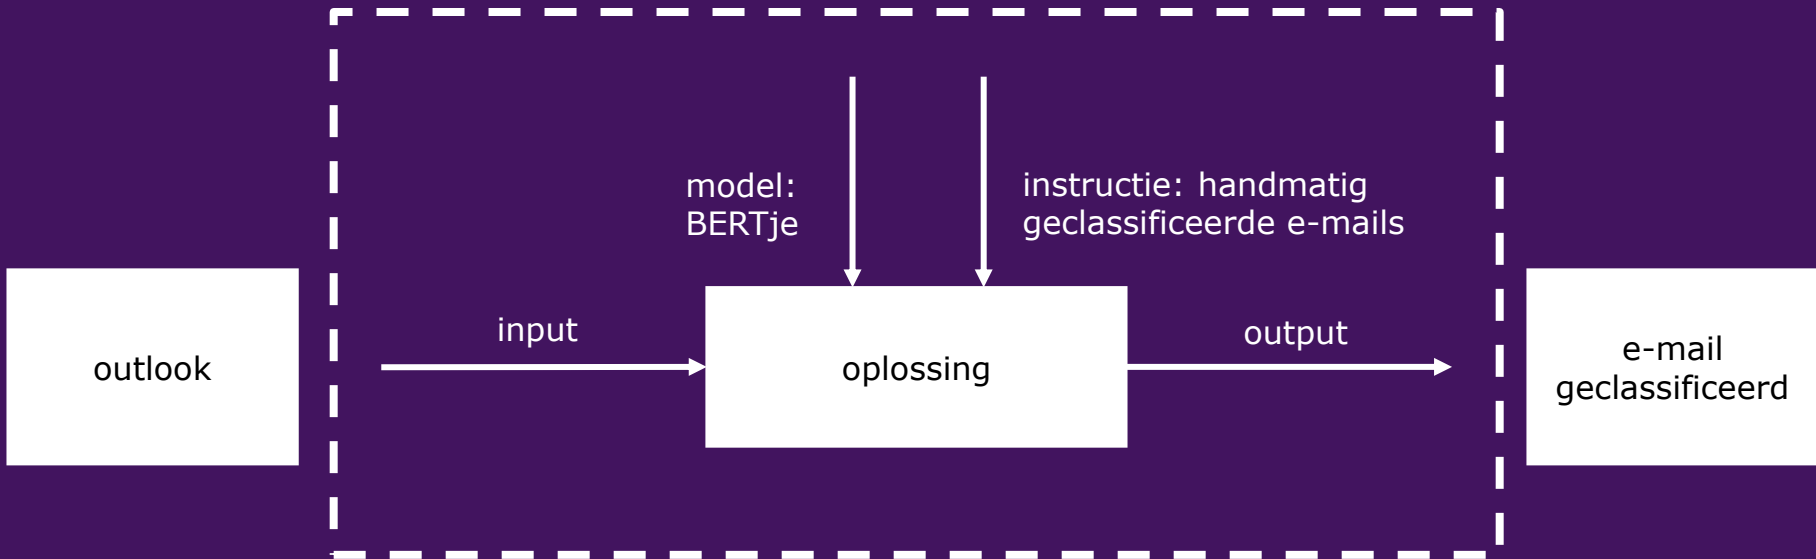 model:
BERTje
instructie: handmatig
geclassificeerde e-mails
outlook
input
oplossing
output
e-mail
geclassificeerd